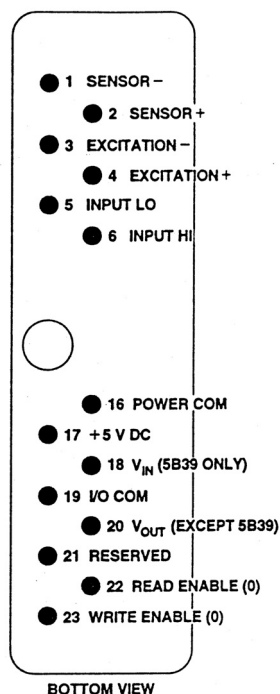 1 SENSOR −
2 SENSOR +
3 EXCITATION −
4 EXCITATION +
5 INPUT LO
6 INPUT HI
16 POWER COM
17 +5 V DC
18 VIN (5B39 ONLY)
19 I/O COM
20 VOUT (EXCEPT 5B39)
21 RESERVED
22 READ ENABLE (0)
23 WRITE ENABLE (0)
BOTTOM VIEW